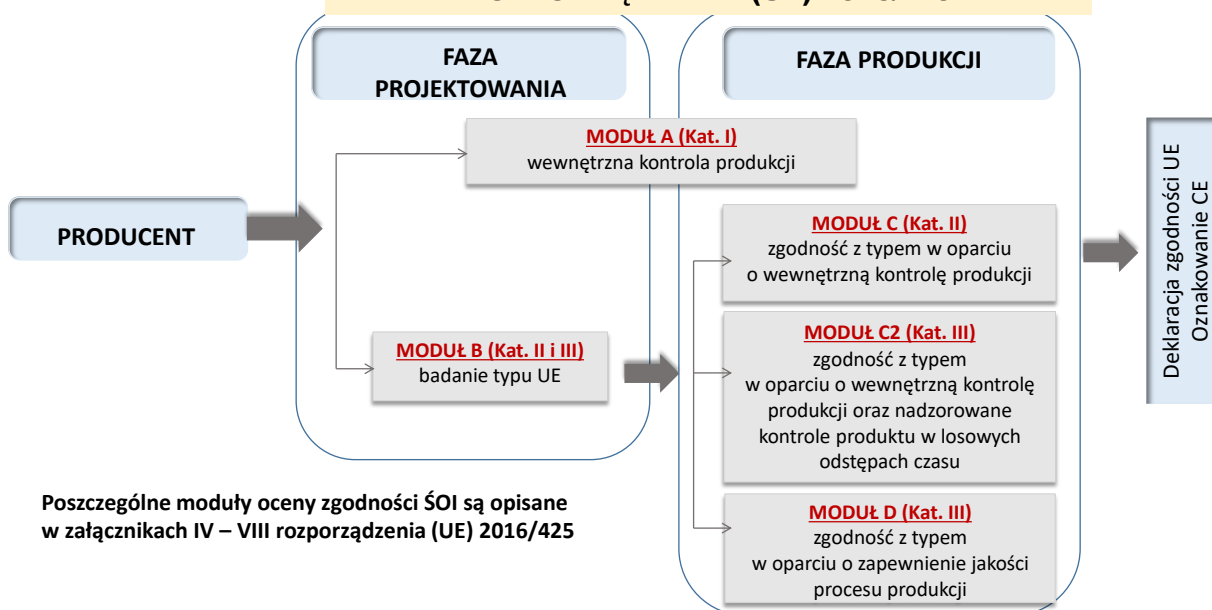 FAZA
PROJEKTOWANIA
FAZA PRODUKCJI
MODUŁ A (Kat. I)
wewnętrzna kontrola produkcji
PRODUCENT
MODUŁ B (Kat. II i III)
badanie typu UE
MODUŁ C (Kat. II)
zgodność z typem w oparciu
o wewnętrzną kontrolę produkcji
MODUŁ C2 (Kat. III)
zgodność z typem
w oparciu o wewnętrzną kontrolę
produkcji oraz nadzorowane
kontrole produktu w losowych
odstępach czasu
MODUŁ D (Kat. III)
zgodność z typem
w oparciu o zapewnienie jakości
procesu produkcji
Deklaracja zgodności UE
Oznakowanie CE
Poszczególne moduły oceny zgodności ŚOI są opisane
w załącznikach IV – VIII rozporządzenia (UE) 2016/425